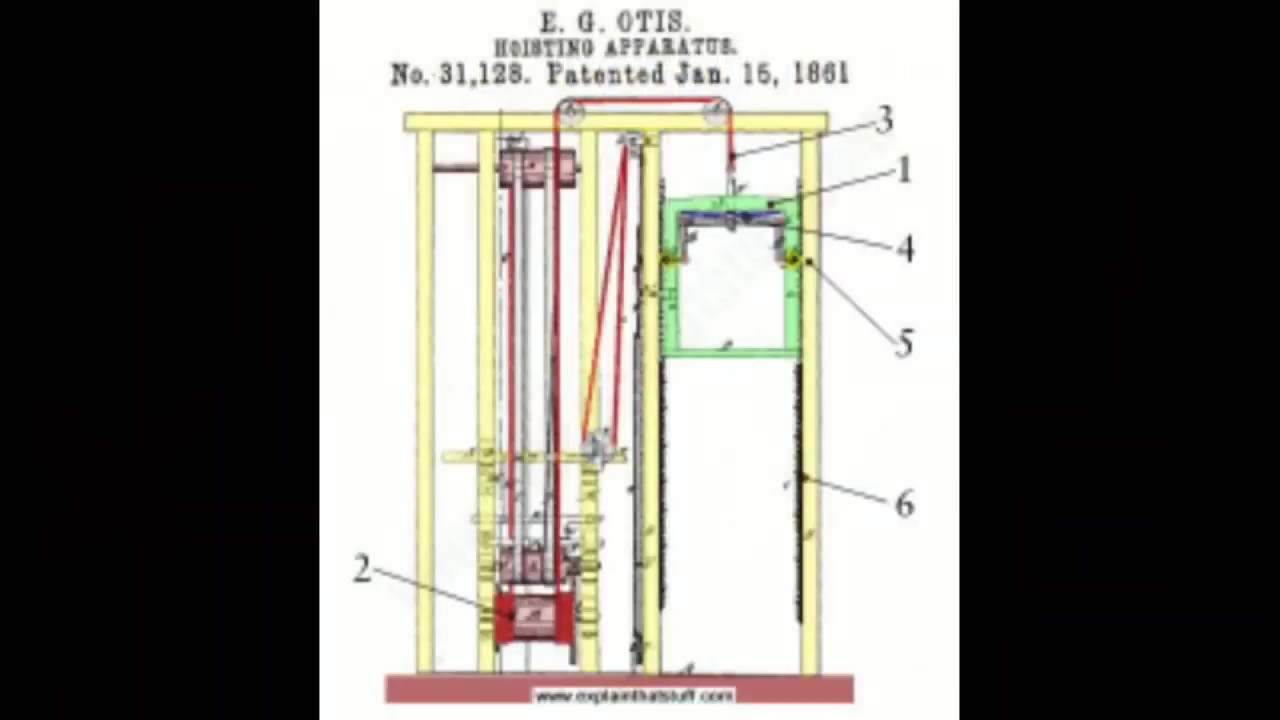 E. G. OTIS.
HOISTING APPARATUS.
No. 31,128. Patented Jan. 15, 1861
3
1
4
5
6
2
www.explainthatstuff.com